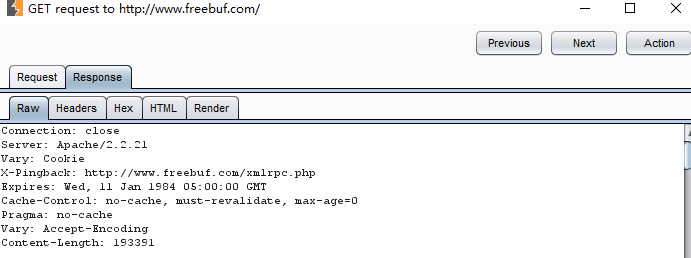 GET request to http://www.freebuf.com/
Previous Next Action
Request Response
Raw Headers Hex HTML Render
Connection: close
Server: Apache/2.2.21
Vary: Cookie
X-Pingback: http://www.freebuf.com/xmlrpc.php
Expires: Wed, 11 Jan 1984 05:00:00 GMT
Cache-Control: no-cache, must-revalidate, max-age=0
Pragma: no-cache
Vary: Accept-Encoding
Content-Length: 193391